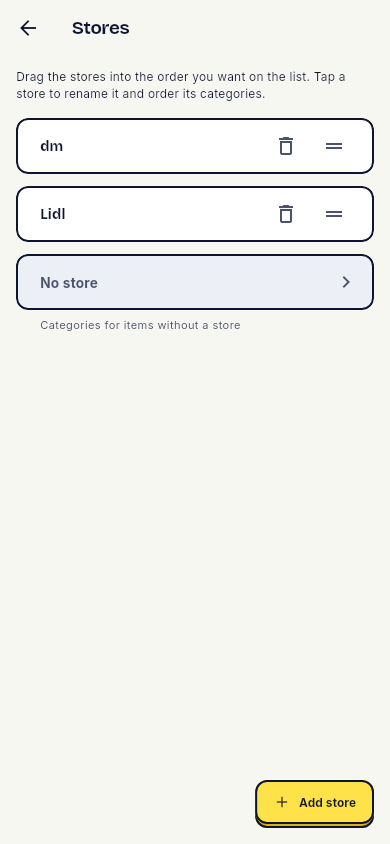 Stores
Drag the stores into the order you want on the list. Tap a
store to rename it and order its categories.
dm
Lidl
No store
Categories for items without a store
Add store